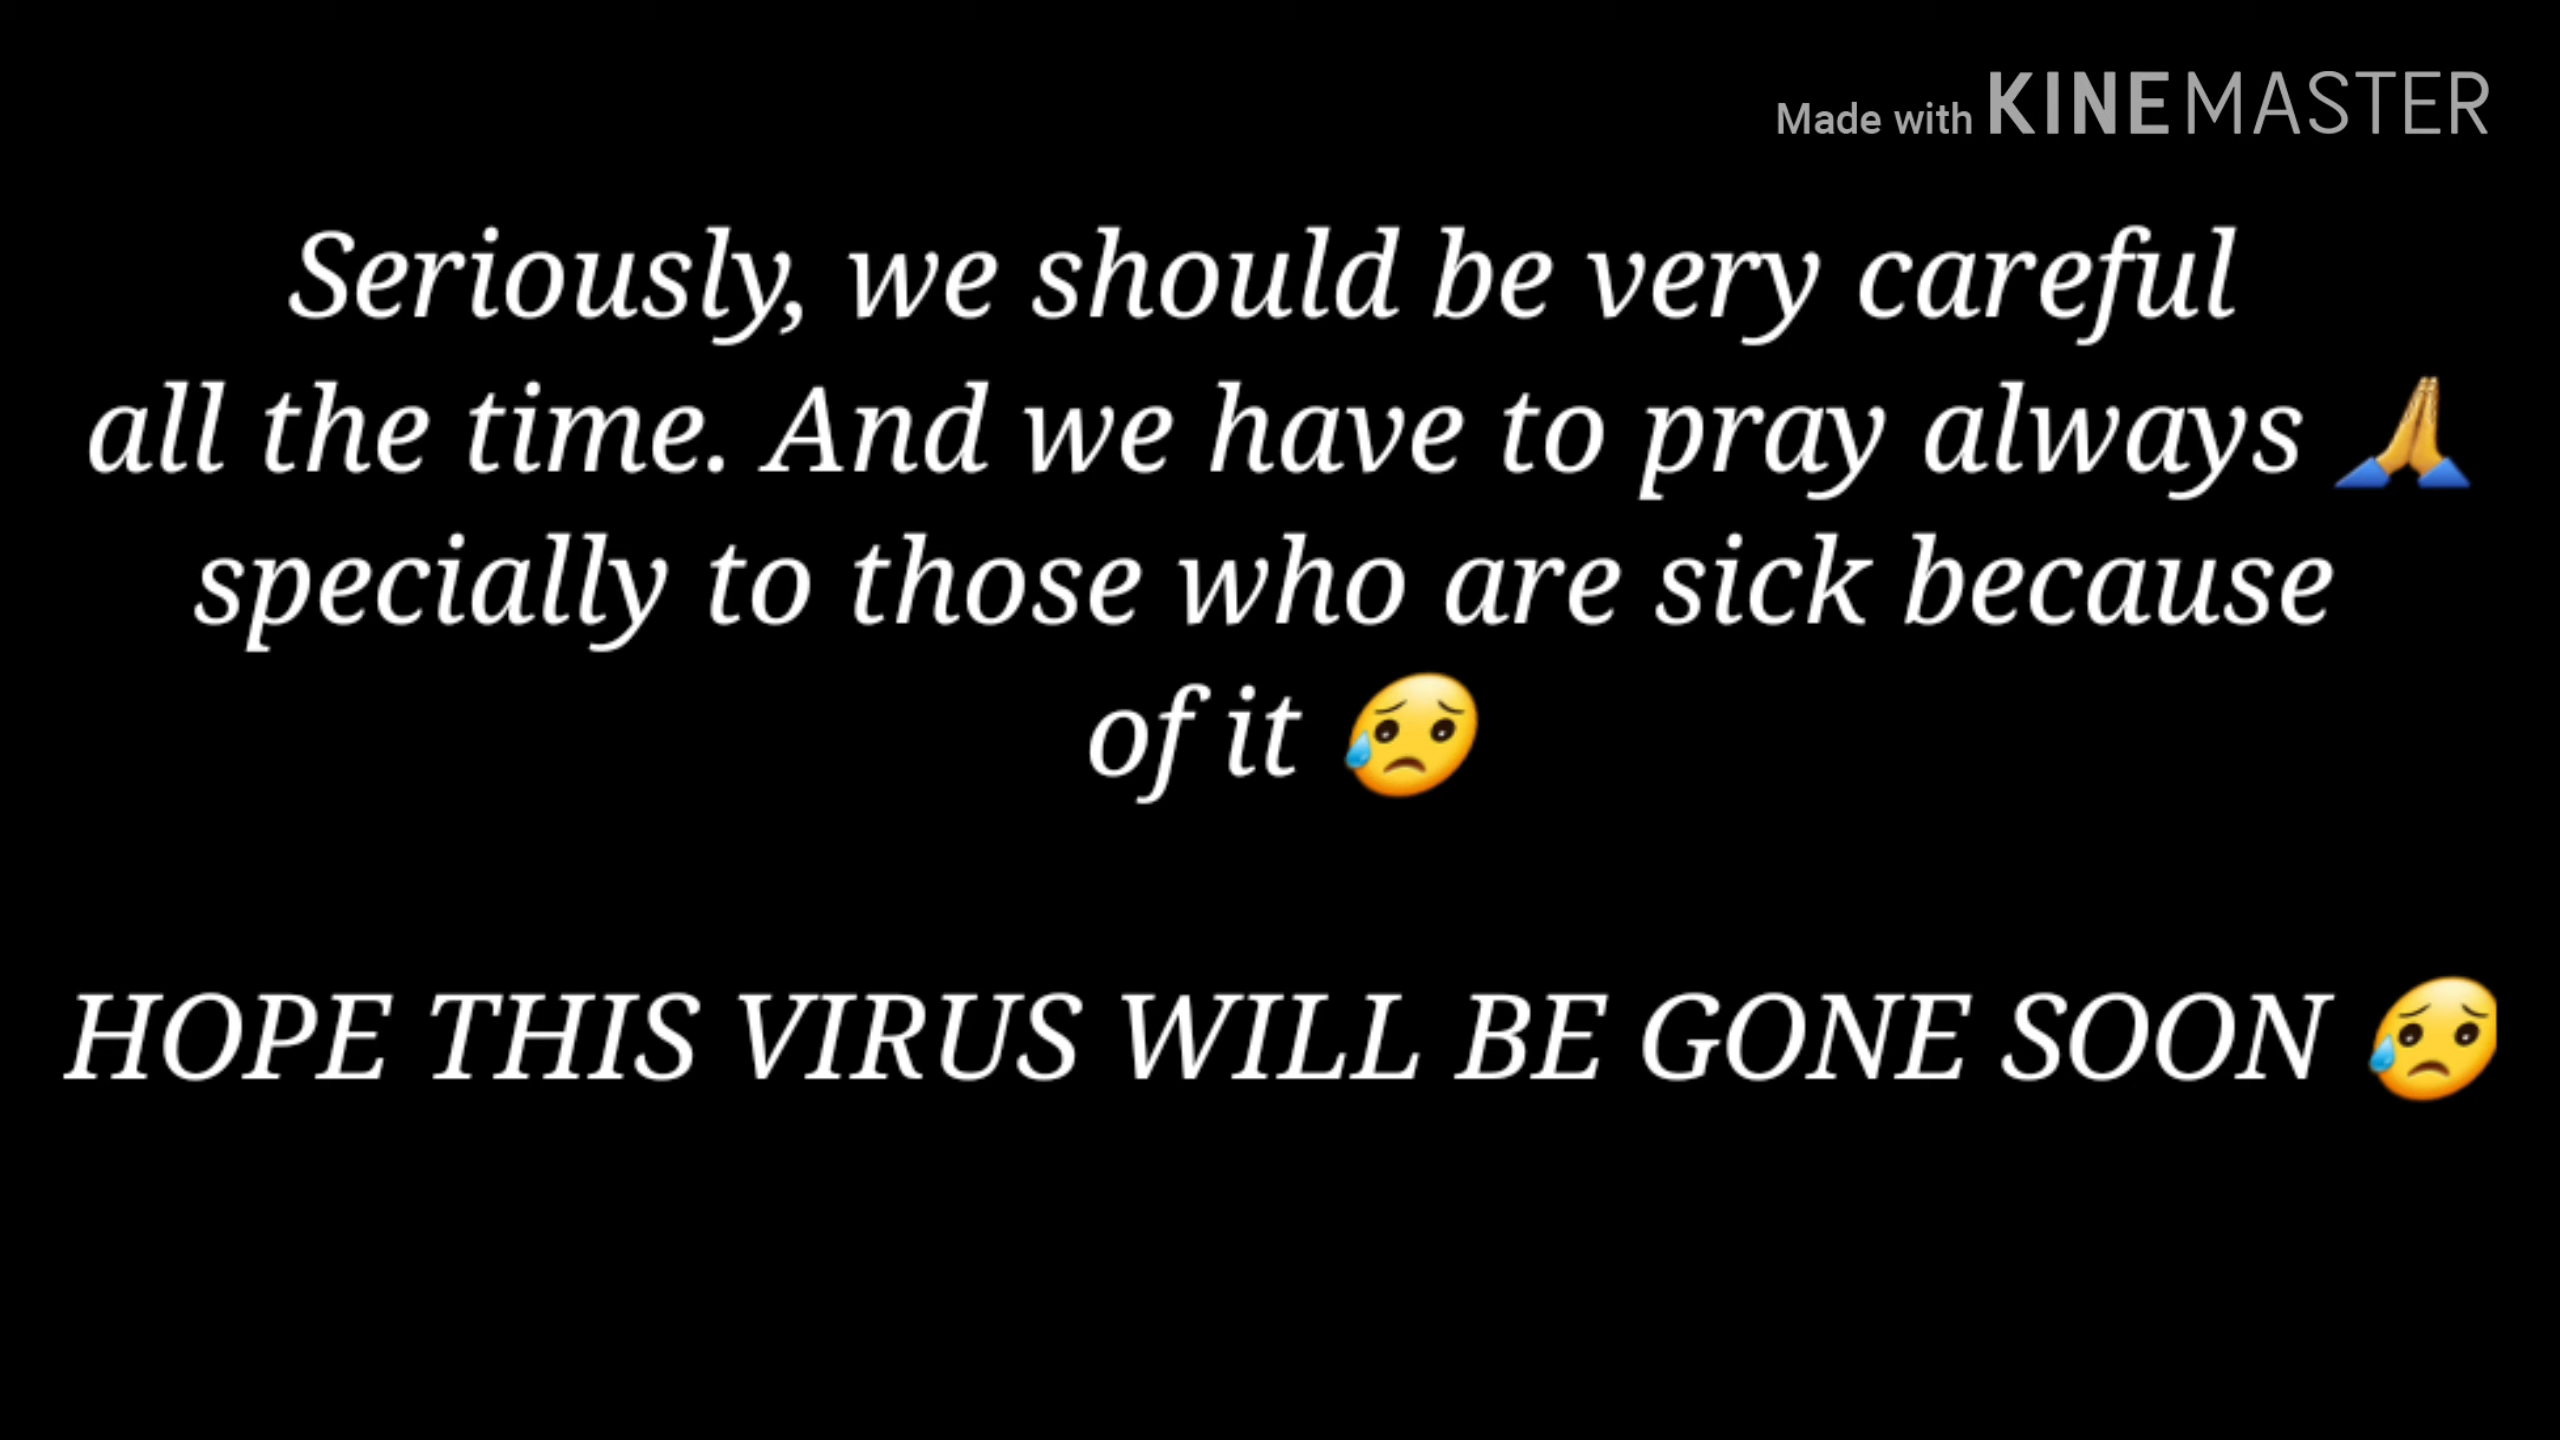 Made with KINEMASTER
Seriously, we should be very careful
all the time. And we have to pray always 🙏
specially to those who are sick because
of it 😥
HOPE THIS VIRUS WILL BE GONE SOON 😥